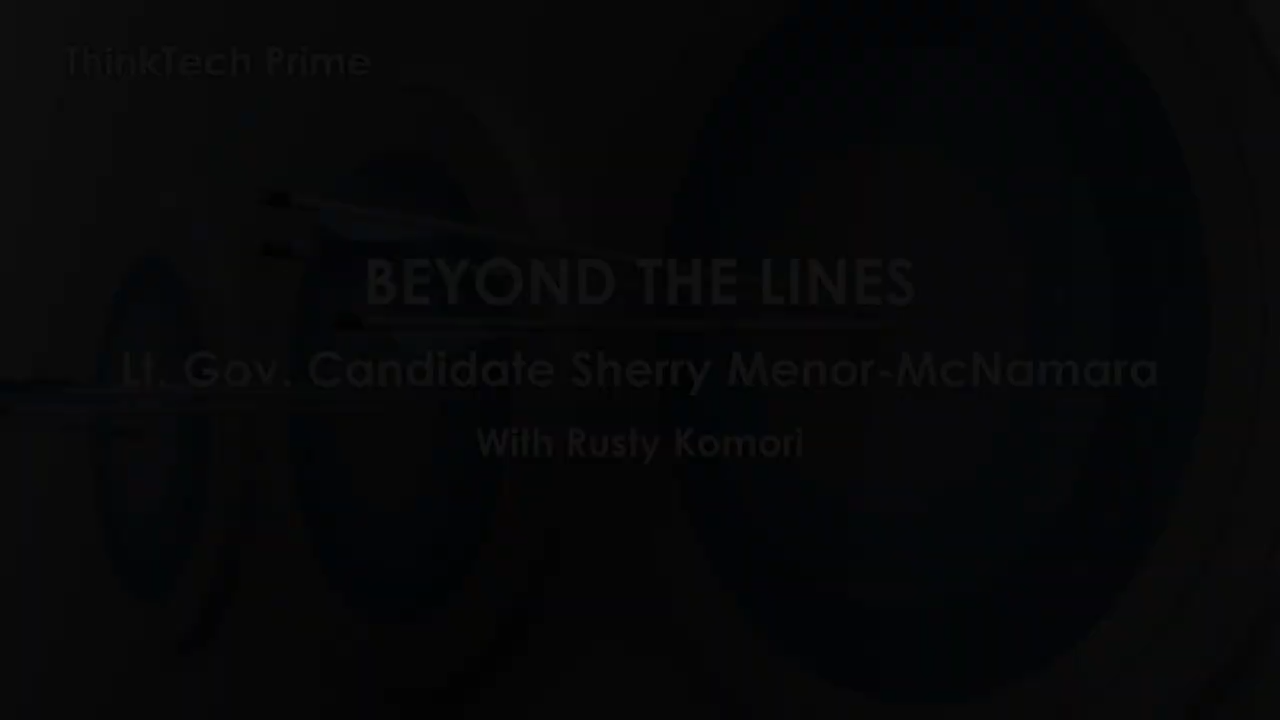 ThinkTech Prime
BEYOND THE LINES
Lt. Gov. Candidate Sherry Menor-McNamara
With Rusty Komori